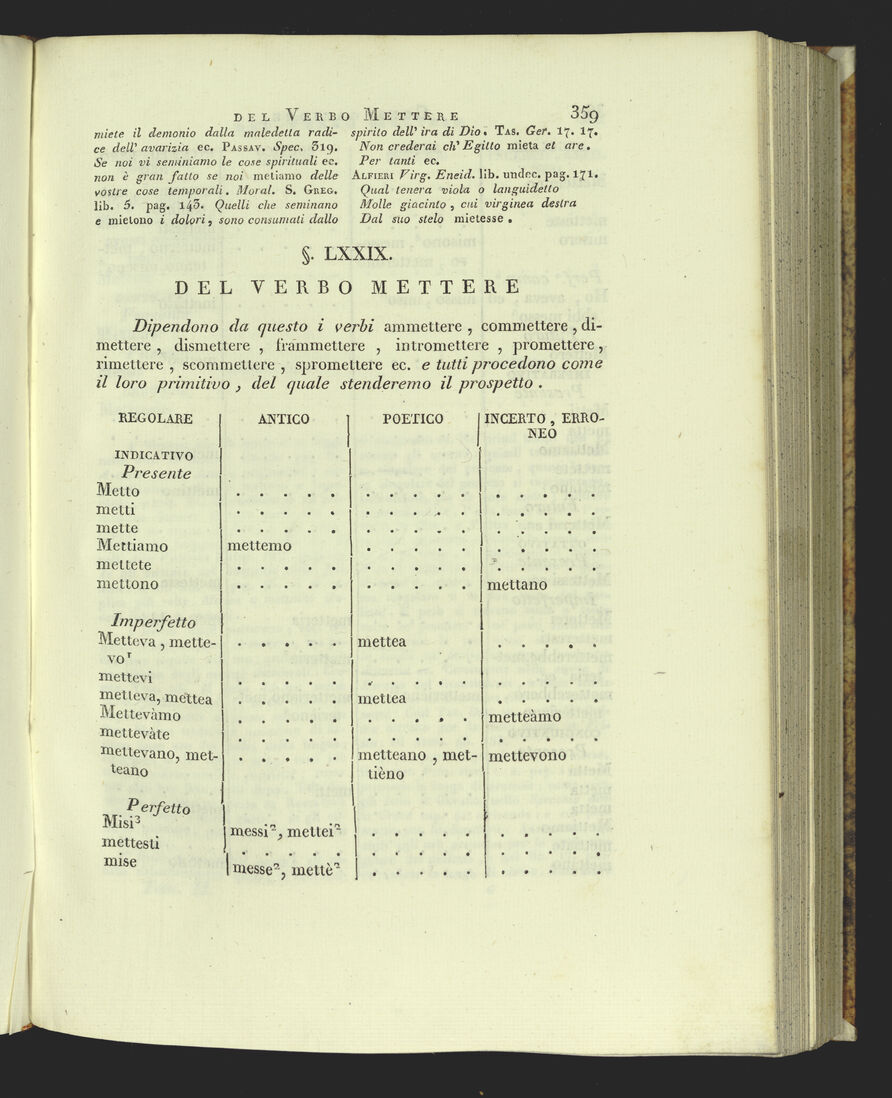 DEL VERBO METTERE 359
miete il demonio dalla maledetta radi-
ce dell' avarizia ec. PASSAV. Spec. 319.
Se noi vi seminiamo le cose spirituali ec.
non è gran fatto se noi metiamo delle
vostre cose temporali. Moral. S. GREG.
lib. 5. pag. 143. Quelli che seminano
e mietono i dolori, sono consumati dallo
spirito dell' ira di Dio. TAS. Ger. 17. 17.
Non crederai ch' Egitto mieta et are.
Per tanti ec.
ALFIERI Virg. Eneid. lib. undec. pag. 171.
Qual tenera viola o languidetto
Molle giacinto, cui virginea destra
Dal suo stelo mietesse.
§. LXXIX.
DEL VERBO METTERE
Dipendono da questo i verbi ammettere, commettere, di-
mettere, dismettere, frammettere, intromettere, promettere,
rimettere, scommettere, spromettere ec. e tutti procedono come
il loro primitivo, del quale stenderemo il prospetto.
REGOLARE | ANTICO | POETICO | INCERTO, ERRO-
NEO
INDICATIVO
Presente
Metto . . . . . | . . . . . | . . . . .
metti . . . . . | . . . . . | . . . . .
mette . . . . . | . . . . . | . . . . .
Mettiamo | mettemo | . . . . . | . . . . .
mettete . . . . . | . . . . . | . . . . .
mettono . . . . . | . . . . . | mettano
Imperfetto
Metteva, mette- | . . . . . | mettea | . . . . .
vo¹
mettevi . . . . . | . . . . . | . . . . .
metteva, mettea | . . . . . | mettea | . . . . .
Mettevàmo . . . . . | . . . . . | metteàmo
mettevàte . . . . . | . . . . . | . . . . .
mettevano, met- | . . . . . | metteano, met- | mettevono
teano | tièno
Perfetto
Misi³ | messi², mettei² | . . . . . | . . . . .
mettesti . . . . . | . . . . . | . . . . .
mise | messe², mettè² | . . . . . | . . . . .